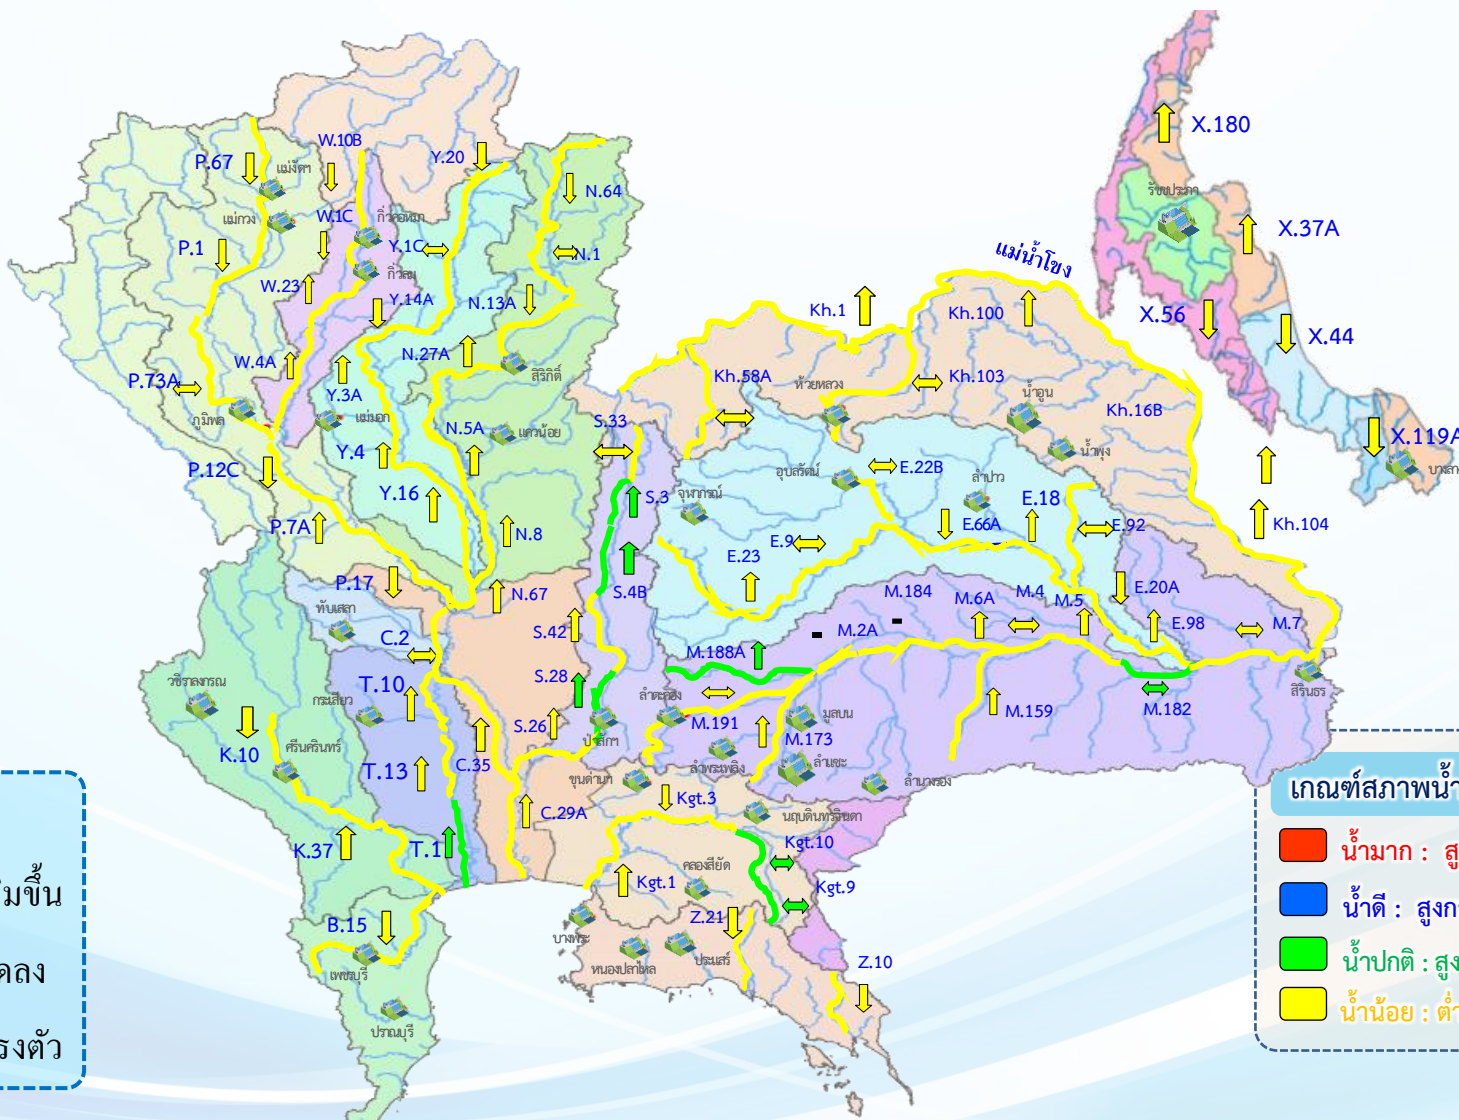 X.180
W.10B
Y.20
P.67
แม่งัดฯ
รัชชประภา
N.64
แม่กวง
W.1C
กิ่วคอหมา
X.37A
P.1
Y.1C
N.1
แม่น้ำโขง
W.23
กิ่วลม
Y.14A
N.13A
Kh.1
Kh.100
X.56
X.44
W.4A
N.27A
สิริกิติ์
P.73A
Y.3A
Kh.58A
ห้วยหลวง
Kh.103
น้ำอูน
ภูมิพล
แม่มอก
N.5A
แควน้อย
S.33
Kh.16B
X.119A
Y.4
น้ำพุง
P.12C
อุบลรัตน์
E.22B
บางลาง
Y.16
จุฬาภรณ์
S.3
ลำปาว
E.18
P.7A
N.8
E.9
E.66A
E.92
Kh.104
E.23
P.17
N.67
S.4B
M.184
M.6A
M.4
M.5
E.20A
ทับเสลา
C.2
S.42
M.2A
E.98
M.7
M.188A
วชิราลงกรณ
T.10
S.28
ลำตะคอง
สิรินธร
กระเสียว
S.26
ป่าสักฯ
M.191
มูลบน
M.159
M.182
K.10
ศรีนครินทร์
M.173
T.13
C.35
ขุนด่านฯ
ลำพระเพลิง
ลำแชะ
ลำนางรอง
เกณฑ์สภาพน้ำ
C.29A
Kgt.3
นฤบดินทรจินดา
K.37
T.1
Kgt.10
น้ำมาก : สู
คลองสียัด
Kgt.1
Kgt.9
น้ำดี : สูงก
B.15
บางพระ
Z.21
น้ำปกติ : สูง
เพชรบุรี
หนองปลาไหล
ประแสร์
Z.10
น้ำน้อย : ต่ำ
ปราณบุรี